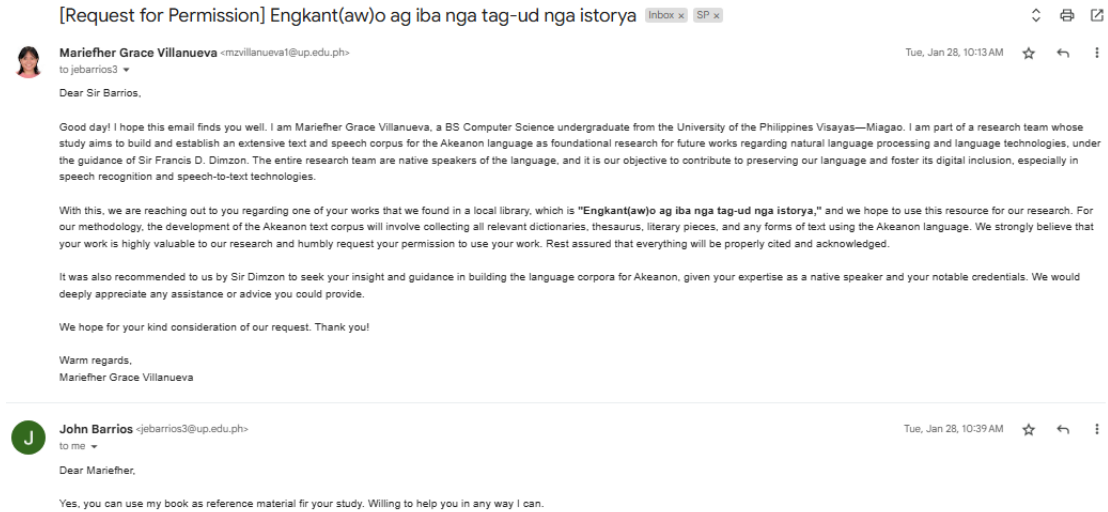 [Request for Permission] Engkant(aw)o ag iba nga tag-ud nga istorya Inbox x SP x
Mariefher Grace Villanueva <mzvillanueva1@up.edu.ph> Tue, Jan 28, 10:13 AM
to jebarrios3
Dear Sir Barrios,
Good day! I hope this email finds you well. I am Mariefher Grace Villanueva, a BS Computer Science undergraduate from the University of the Philippines Visayas—Miagao. I am part of a research team whose
study aims to build and establish an extensive text and speech corpus for the Akeanon language as foundational research for future works regarding natural language processing and language technologies, under
the guidance of Sir Francis D. Dimzon. The entire research team are native speakers of the language, and it is our objective to contribute to preserving our language and foster its digital inclusion, especially in
speech recognition and speech-to-text technologies.
With this, we are reaching out to you regarding one of your works that we found in a local library, which is "Engkant(aw)o ag iba nga tag-ud nga istorya," and we hope to use this resource for our research. For
our methodology, the development of the Akeanon text corpus will involve collecting all relevant dictionaries, thesaurus, literary pieces, and any forms of text using the Akeanon language. We strongly believe that
your work is highly valuable to our research and humbly request your permission to use your work. Rest assured that everything will be properly cited and acknowledged.
It was also recommended to us by Sir Dimzon to seek your insight and guidance in building the language corpora for Akeanon, given your expertise as a native speaker and your notable credentials. We would
deeply appreciate any assistance or advice you could provide.
We hope for your kind consideration of our request. Thank you!
Warm regards,
Mariefher Grace Villanueva
J
John Barrios <jebarrios3@up.edu.ph> Tue, Jan 28, 10:39 AM
to me
Dear Mariefher,
Yes, you can use my book as reference material fir your study. Willing to help you in any way I can.